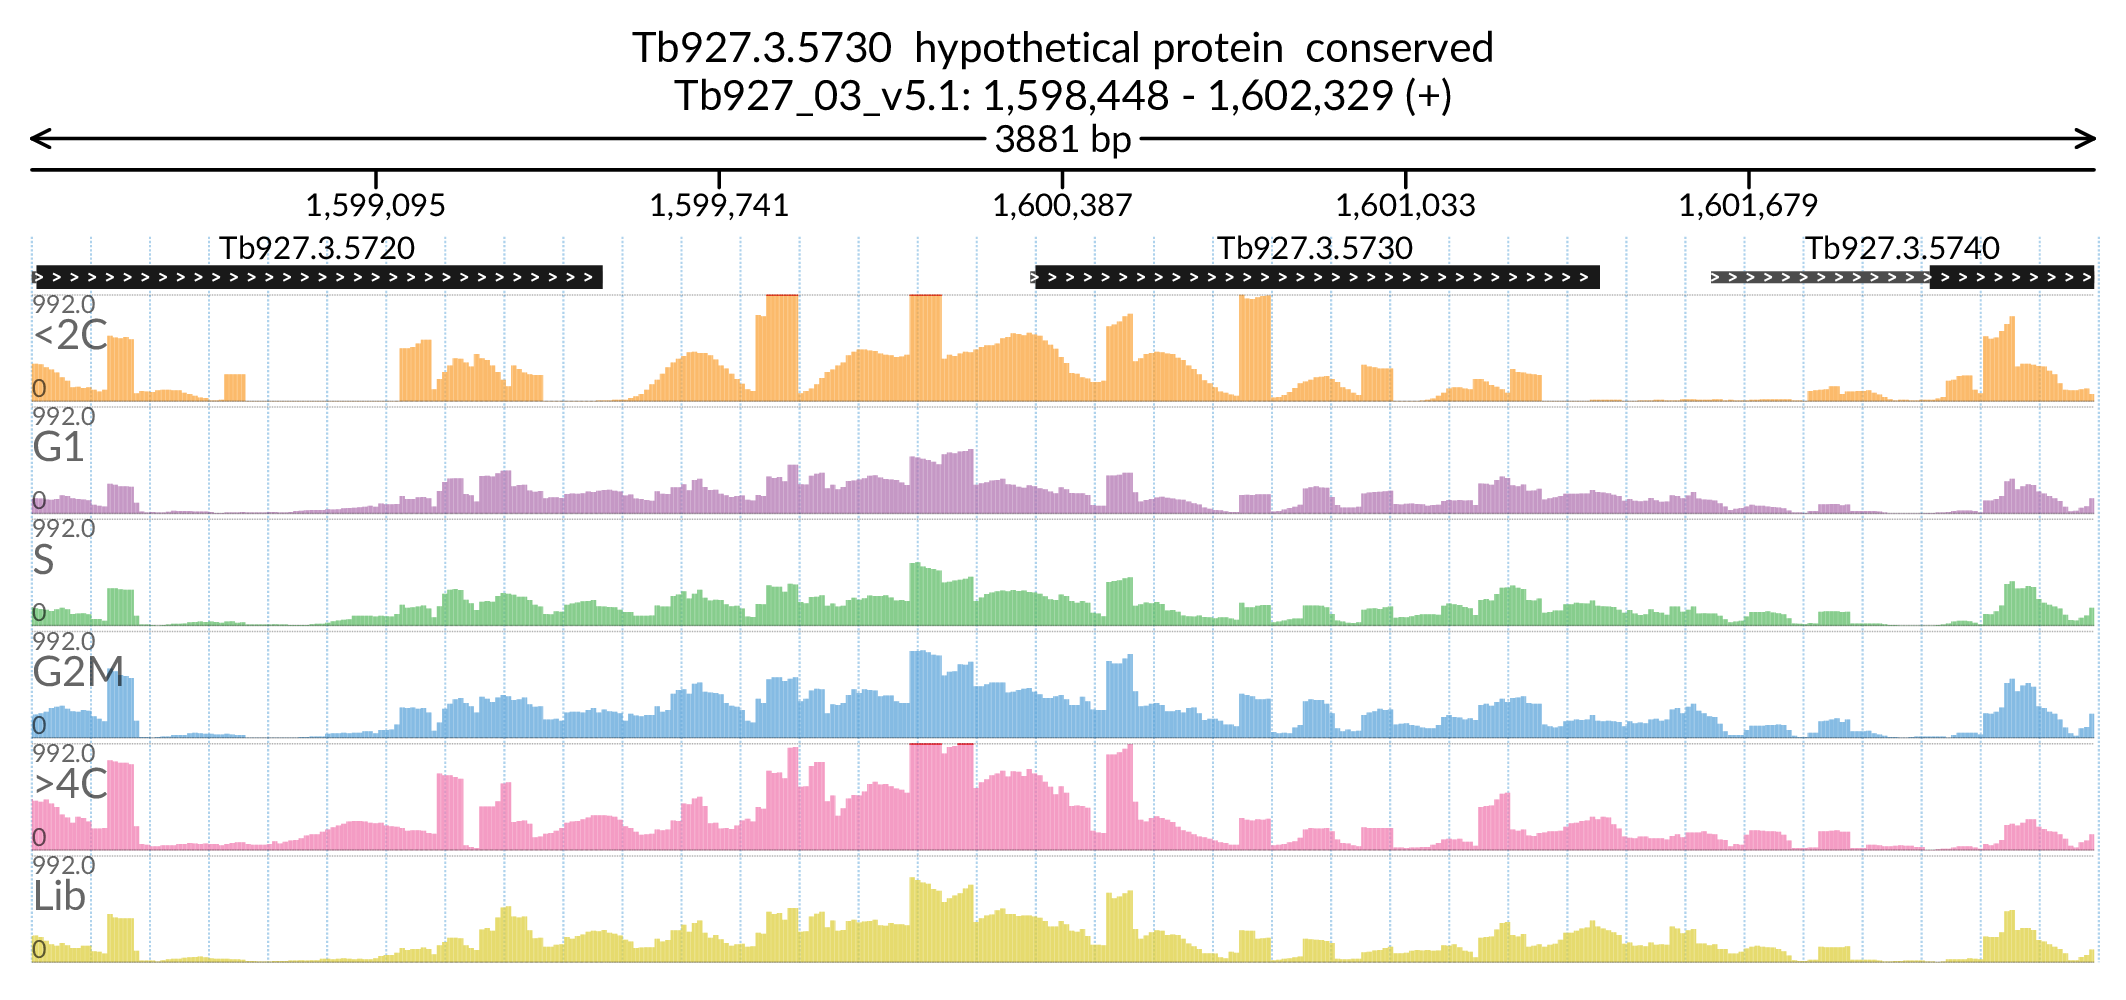 Tb927.3.5730  hypothetical protein  conserved
Tb927_03_v5.1: 1,598,448 - 1,602,329 (+)
3881 bp
1,599,095 1,599,741 1,600,387 1,601,033 1,601,679
Tb927.3.5720 Tb927.3.5730 Tb927.3.5740
992.0
<2C
0
992.0
G1
0
992.0
S
0
992.0
G2M
0
992.0
>4C
0
992.0
Lib
0